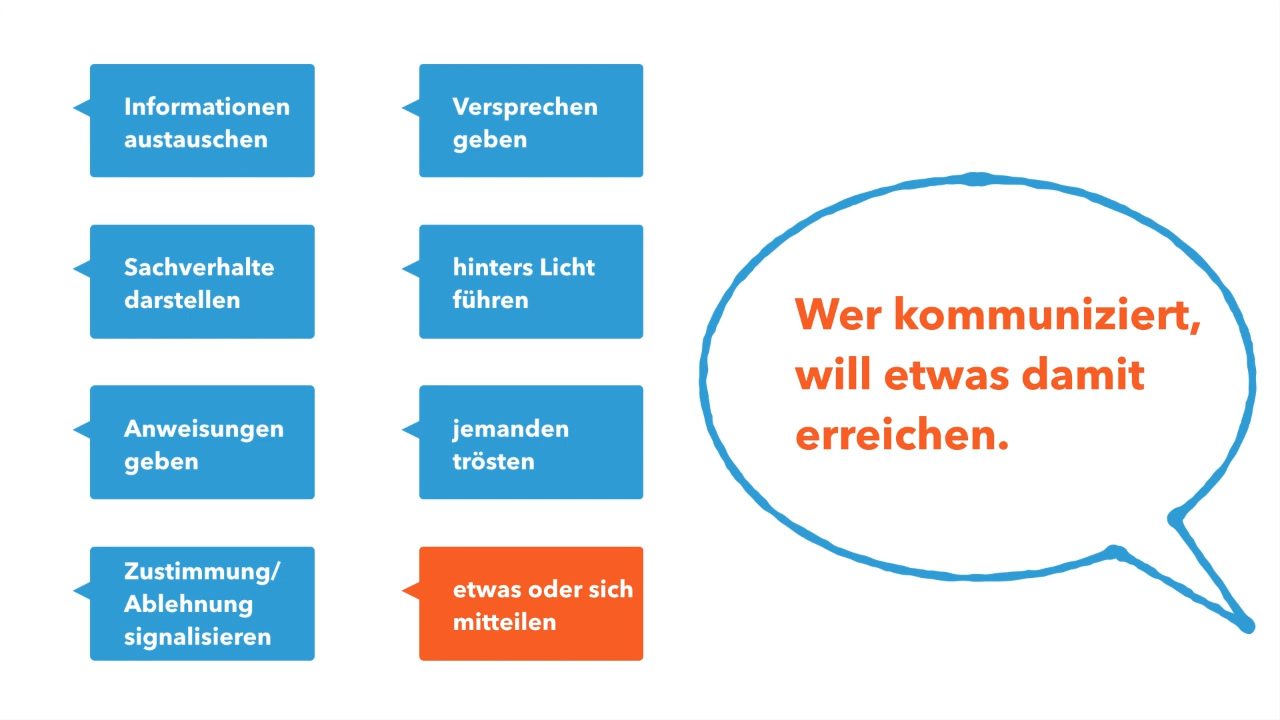 Informationen
austauschen
Versprechen
geben
Sachverhalte
darstellen
hinters Licht
führen
Anweisungen
geben
jemanden
trösten
Zustimmung/
Ablehnung
signalisieren
etwas oder sich
mitteilen
Wer kommuniziert,
will etwas damit
erreichen.